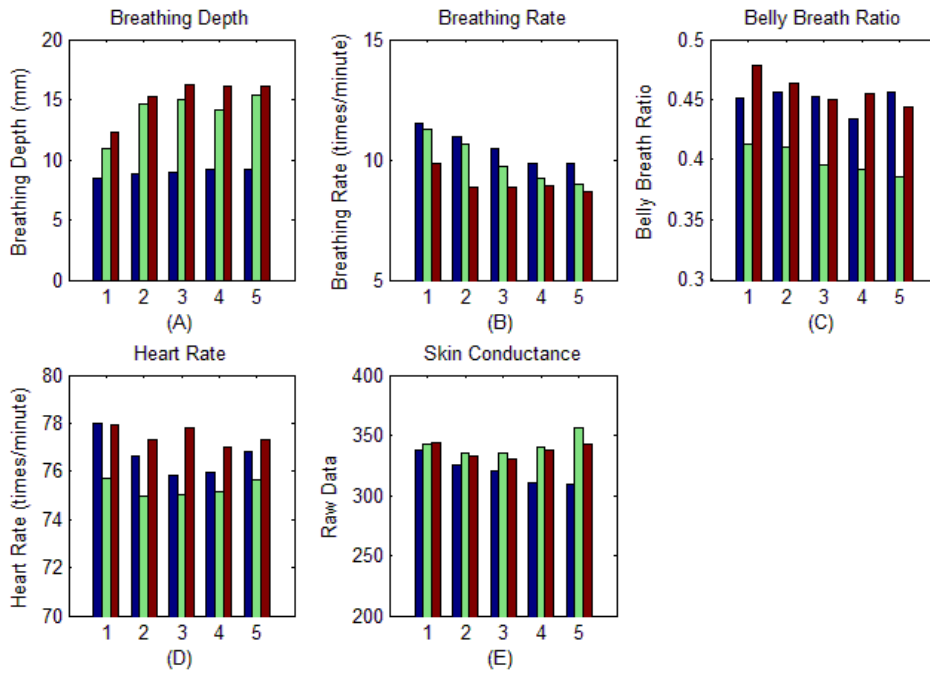 Breathing Depth
Breathing Depth (mm)
20
15
10
5
0
1 2 3 4 5
(A)
Breathing Rate
Breathing Rate (times/minute)
15
10
5
1 2 3 4 5
(B)
Belly Breath Ratio
Belly Breath Ratio
0.5
0.45
0.4
0.35
0.3
1 2 3 4 5
(C)
Heart Rate
Heart Rate (times/minute)
80
78
76
74
72
70
1 2 3 4 5
(D)
Skin Conductance
Raw Data
400
350
300
250
200
1 2 3 4 5
(E)